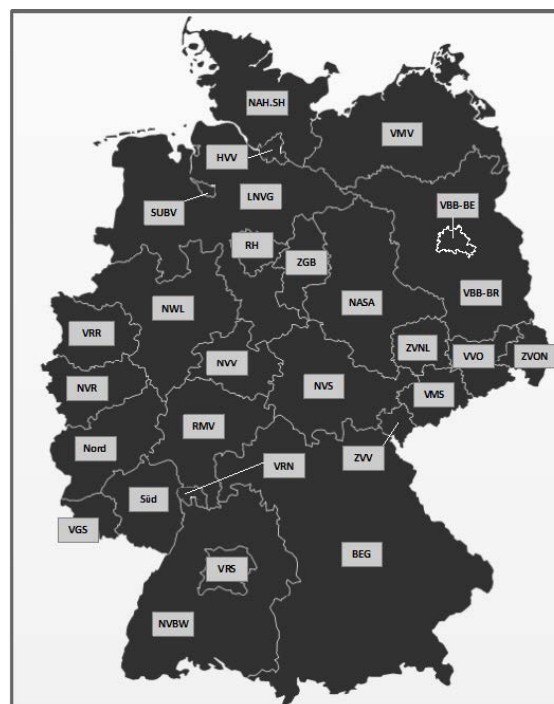 NAH.SH
VMV
HVV
LNVG
SUBV
VBB-BE
RH
ZGB
NWL
NASA
VBB-BR
VRR
NVV
ZVNL
VVO
ZVON
NVR
NVS
VMS
RMV
Nord
VRN
ZVV
Süd
VGS
BEG
VRS
NVBW